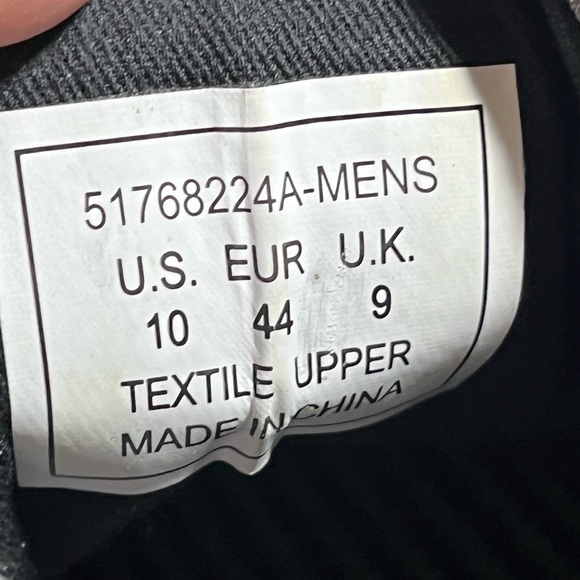 51768224A-MENS
U.S. EUR U.K.
10 44 9
TEXTILE UPPER
MADE IN CHINA